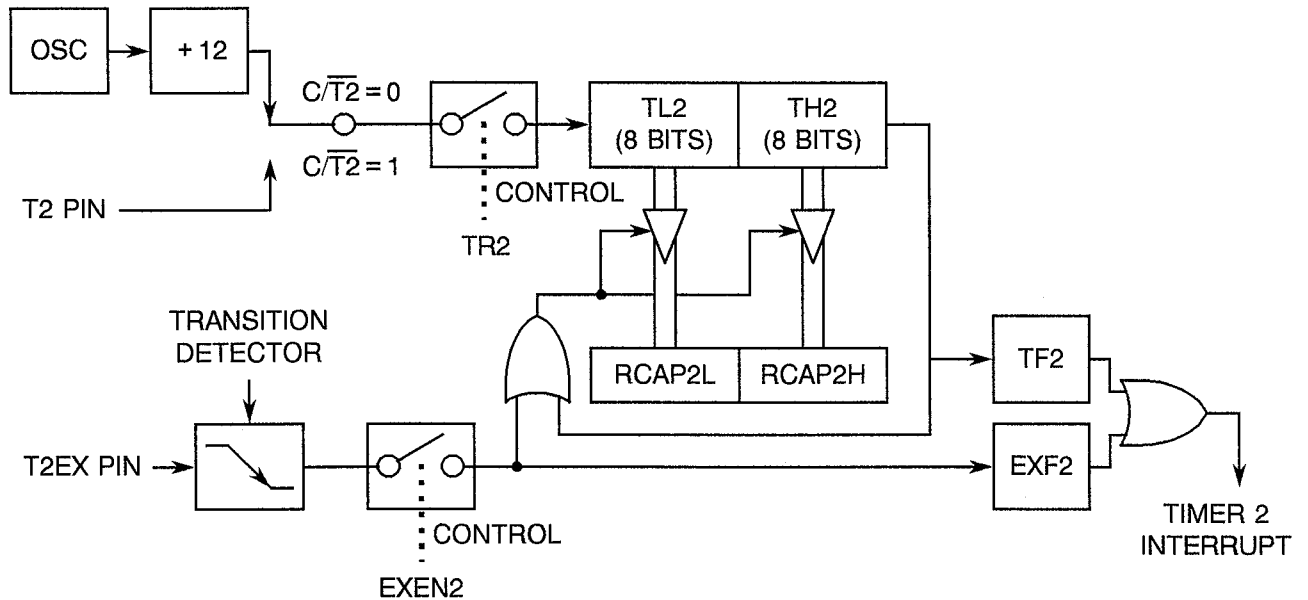 OSC
+12
C/T2̅ = 0
C/T2̅ = 1
T2 PIN
CONTROL
TR2
TL2
(8 BITS)
TH2
(8 BITS)
RCAP2L
RCAP2H
TRANSITION
DETECTOR
T2EX PIN
CONTROL
EXEN2
TF2
EXF2
TIMER 2
INTERRUPT